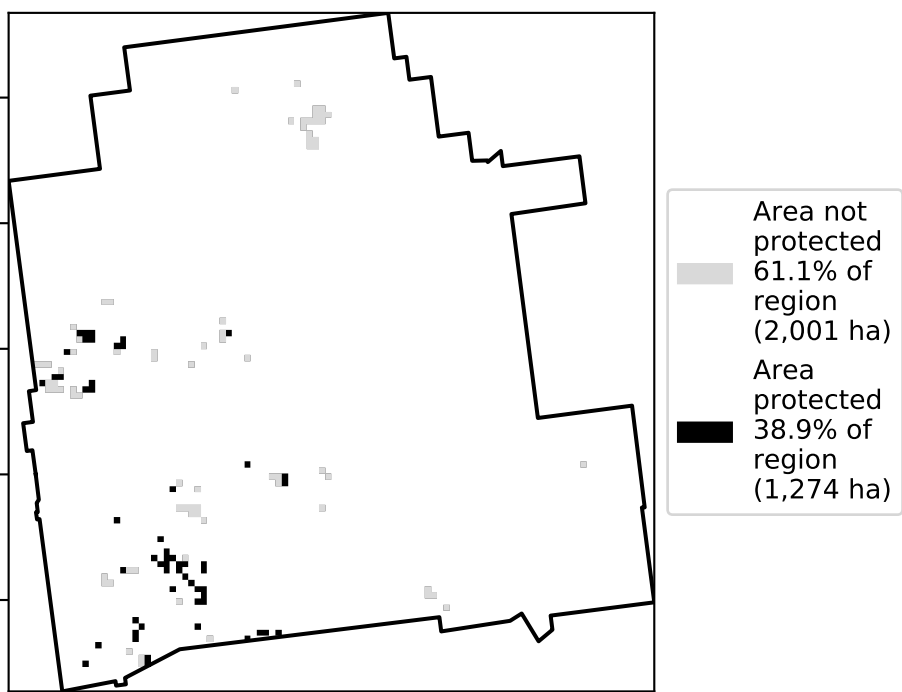 Area not
protected
61.1% of
region
(2,001 ha)
Area
protected
38.9% of
region
(1,274 ha)